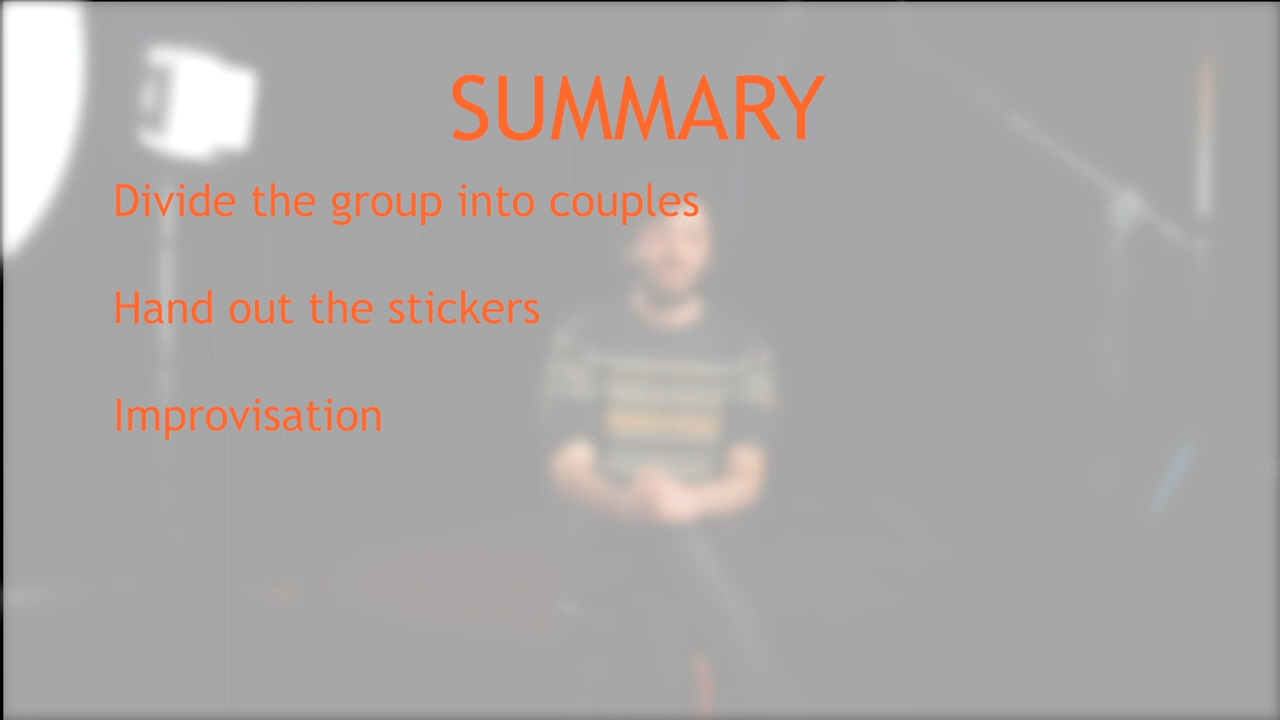 SUMMARY
Divide the group into couples
Hand out the stickers
Improvisation